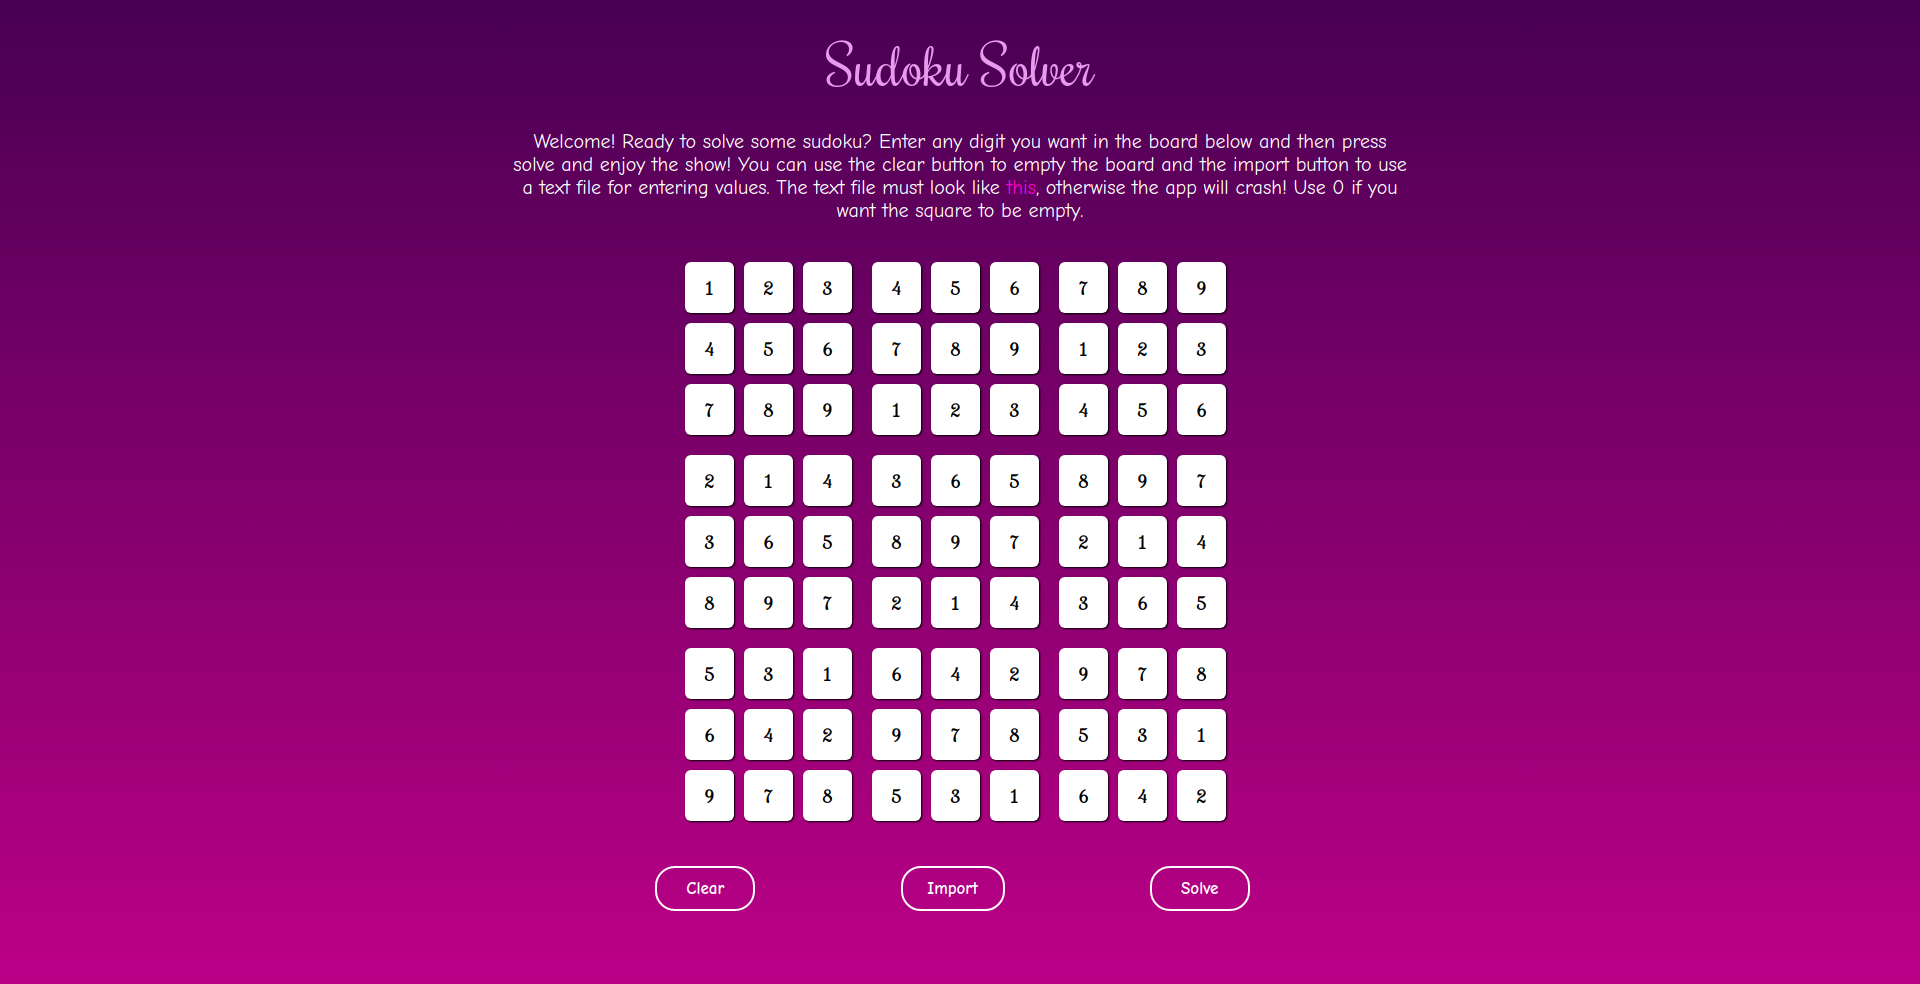 Sudoku Solver
Welcome! Ready to solve some sudoku? Enter any digit you want in the board below and then press
solve and enjoy the show! You can use the clear button to empty the board and the import button to use
a text file for entering values. The text file must look like this, otherwise the app will crash! Use 0 if you
want the square to be empty.
1 2 3 4 5 6 7 8 9
4 5 6 7 8 9 1 2 3
7 8 9 1 2 3 4 5 6
2 1 4 3 6 5 8 9 7
3 6 5 8 9 7 2 1 4
8 9 7 2 1 4 3 6 5
5 3 1 6 4 2 9 7 8
6 4 2 9 7 8 5 3 1
9 7 8 5 3 1 6 4 2
Clear Import Solve